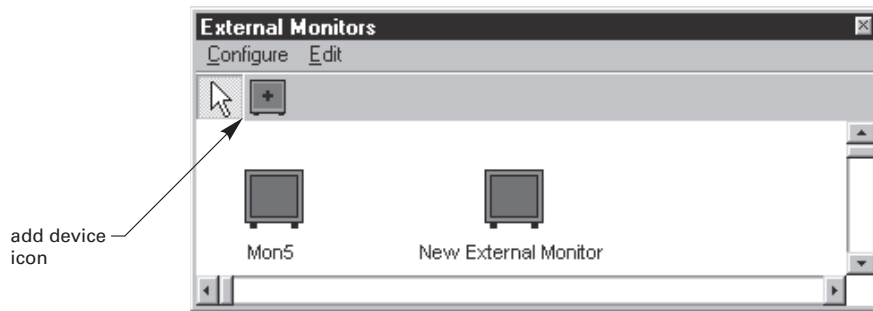 External Monitors
Configure Edit
add device
icon
Mon5 New External Monitor